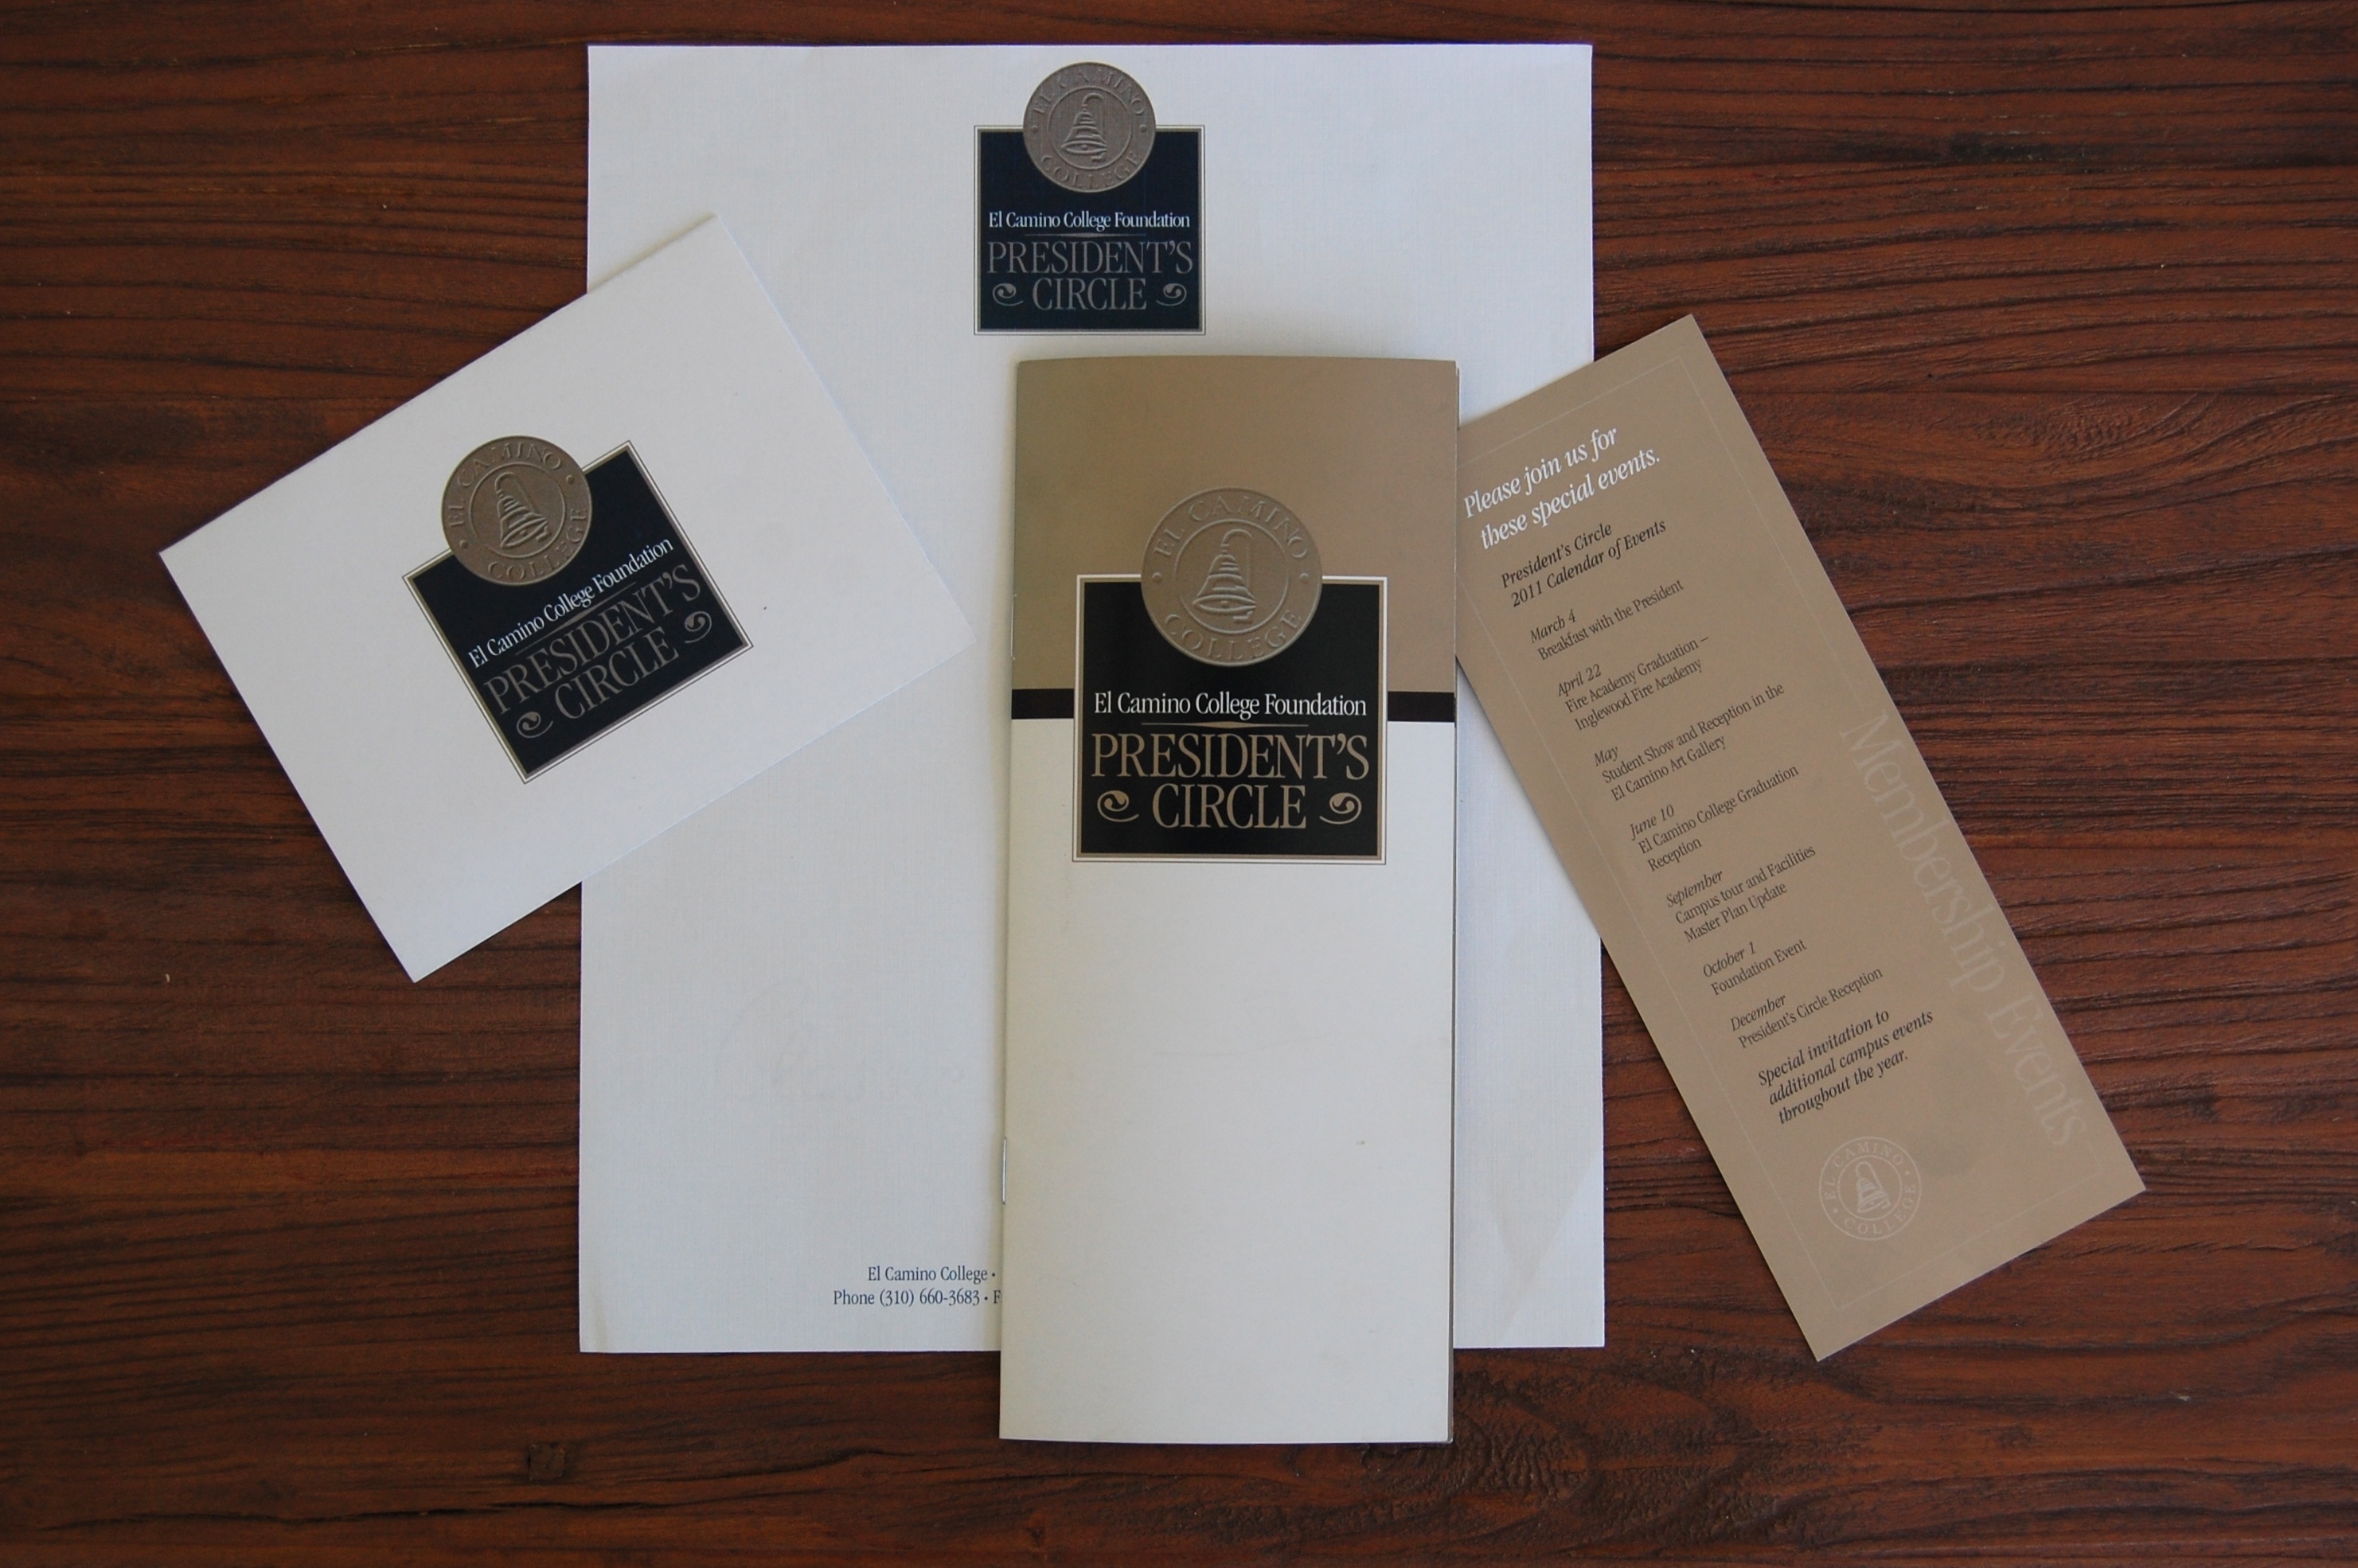 EL CAMINO
COLLEGE
El Camino College Foundation
PRESIDENT'S
CIRCLE
EL CAMINO
COLLEGE
El Camino College Foundation
PRESIDENT'S
CIRCLE
EL CAMINO
COLLEGE
El Camino College Foundation
PRESIDENT'S
CIRCLE
Please join us for
these special events.
President's Circle
2011 Calendar of Events
March 4
Breakfast with the President
April 22
Fire Academy Graduation –
Inglewood Fire Academy
May
Student Show and Reception in the
El Camino Art Gallery
June 10
El Camino College Graduation
Reception
September
Campus tour and Facilities
Master Plan Update
October 1
Foundation Event
December
President's Circle Reception
Special invitation to
additional campus events
throughout the year.
Membership Events
EL CAMINO
COLLEGE
El Camino College •
Phone (310) 660-3683 • F